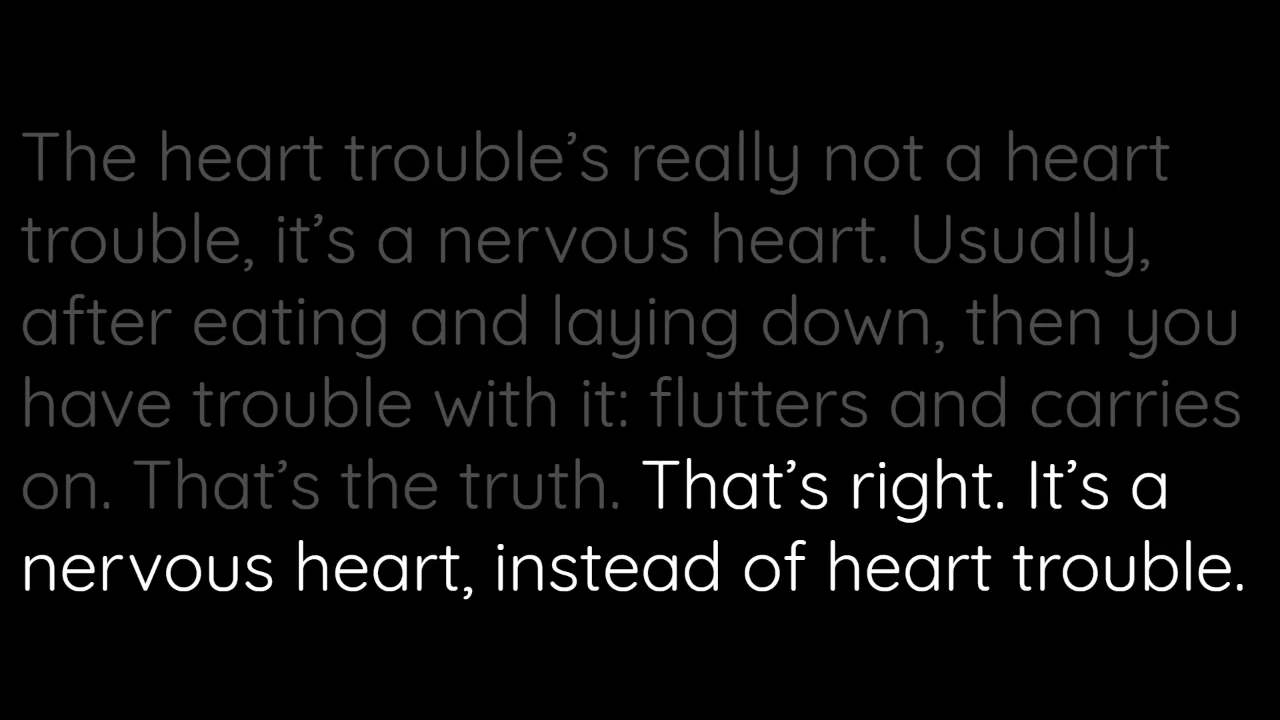 The heart trouble’s really not a heart
trouble, it’s a nervous heart. Usually,
after eating and laying down, then you
have trouble with it: flutters and carries
on. That’s the truth. That’s right. It’s a
nervous heart, instead of heart trouble.